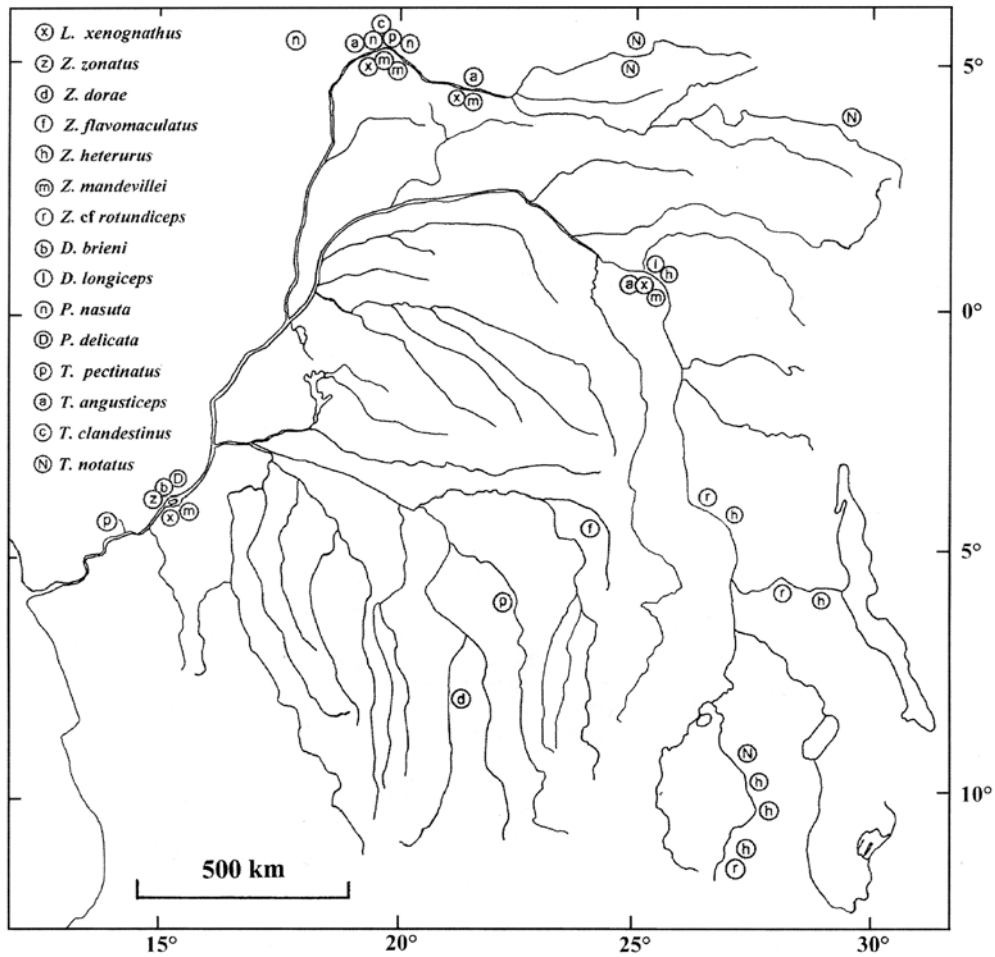 ⓧ L. xenognathus
ⓩ Z. zonatus
ⓓ Z. dorae
ⓕ Z. flavomaculatus
ⓗ Z. heterurus
ⓜ Z. mandevillei
ⓡ Z. cf rotundiceps
ⓑ D. brieni
ⓛ D. longiceps
ⓝ P. nasuta
Ⓓ P. delicata
ⓟ T. pectinatus
ⓐ T. angusticeps
ⓒ T. clandestinus
Ⓝ T. notatus
ⓒ
ⓝ ⓐ ⓝ ⓟ ⓝ Ⓝ
ⓧ ⓜ ⓜ Ⓝ
ⓐ
ⓧ ⓜ
Ⓝ
5°
ⓛ ⓗ
ⓐ ⓧ ⓜ
0°
Ⓓ
ⓩ ⓑ
ⓧ ⓜ
ⓟ
ⓡ ⓗ
ⓕ
5°
ⓟ
ⓡ ⓗ
ⓓ
Ⓝ
ⓗ
ⓗ
10°
ⓗ
ⓡ
500 km
15° 20° 25° 30°